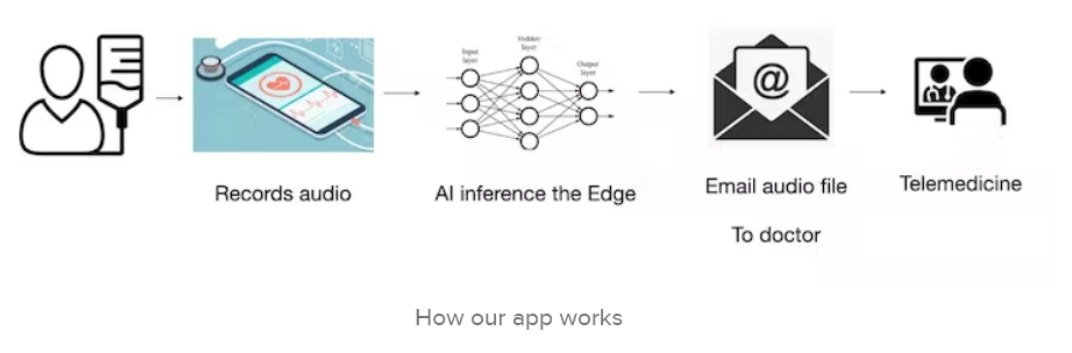 Input
layer
Hidden
layer
Output
layer
@
Records audio
AI inference the Edge
Email audio file
To doctor
Telemedicine
How our app works